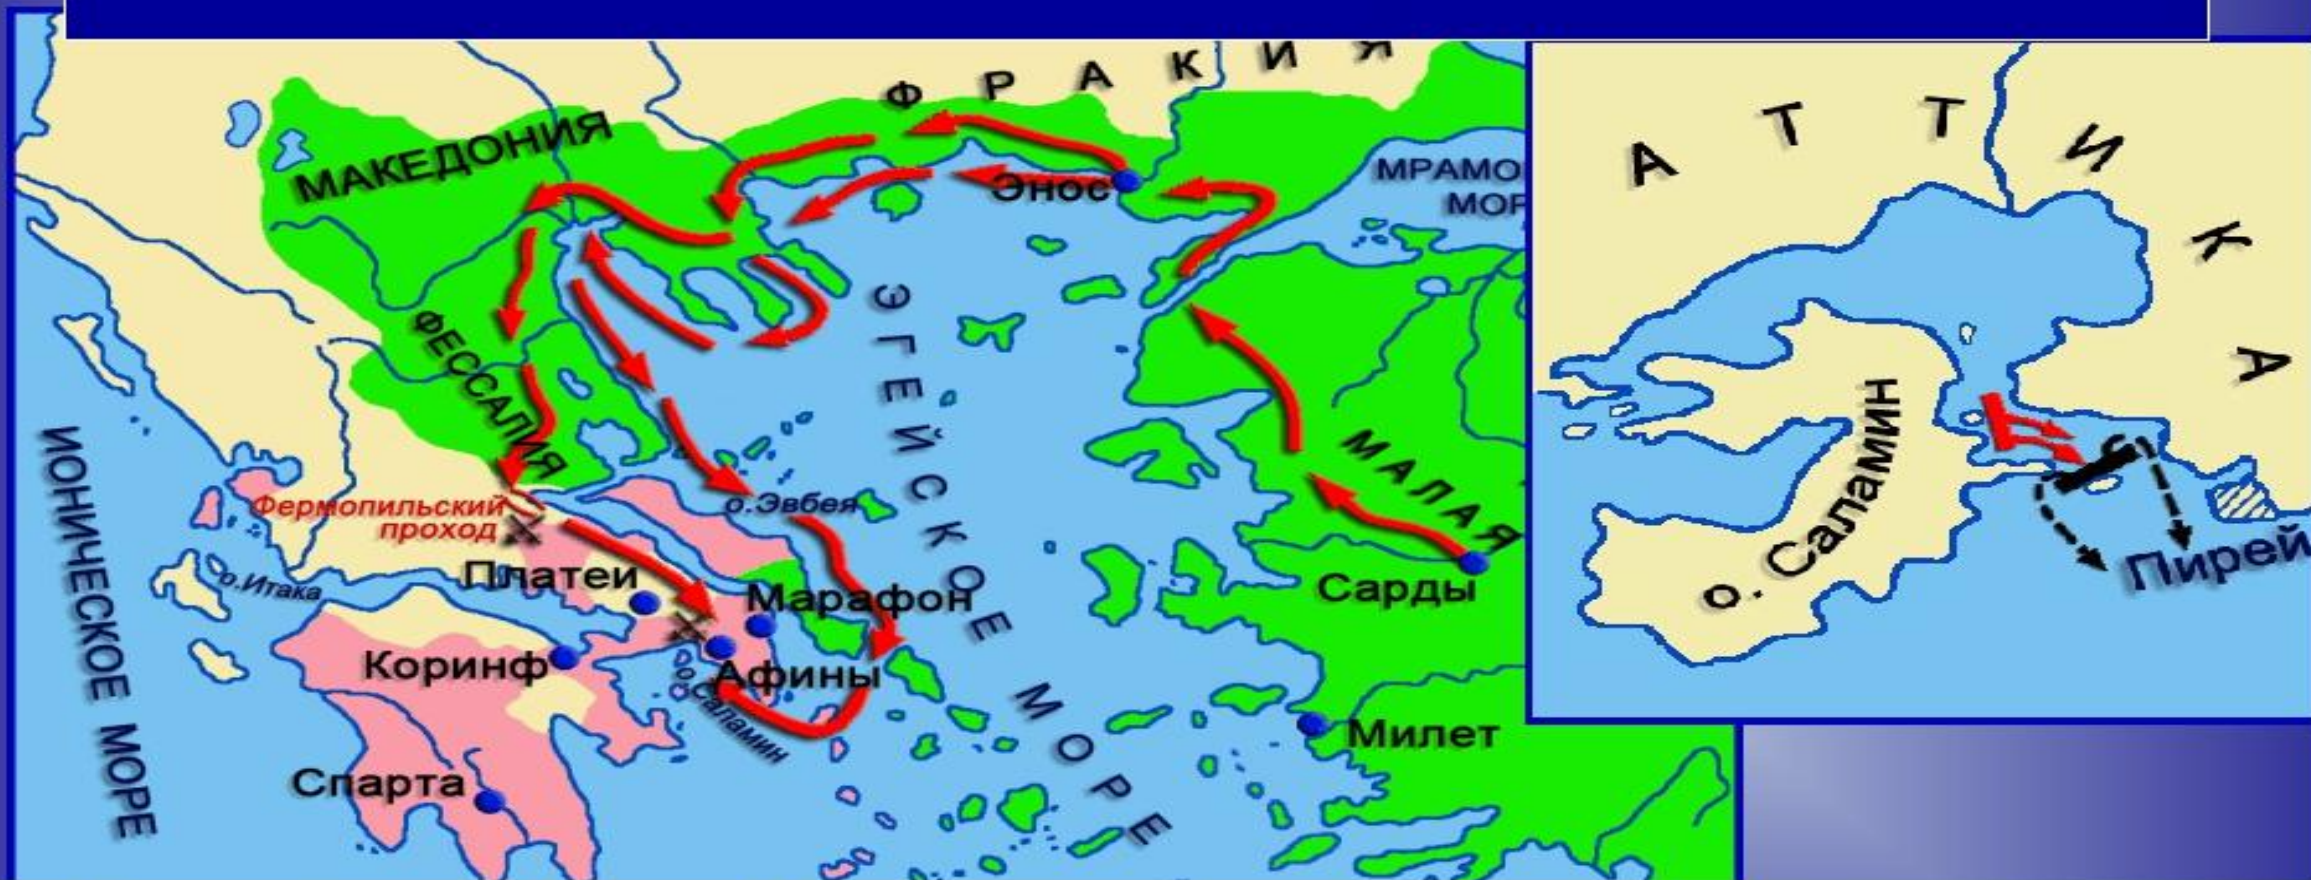 ФРАКИЯ
МАКЕДОНИЯ
Энос
МРАМО
МОР
ФЕССАЛИЯ
ЭГЕЙСКОЕ МОРЕ
МАЛАЯ
Фермопильский
проход
о.Эвбея
Платеи
Марафон
Сарды
о.Итака
Коринф
Афины
о.Саламин
Милет
Спарта
ИОНИЧЕСКОЕ МОРЕ
АТТИКА
о. Саламин
Пирей